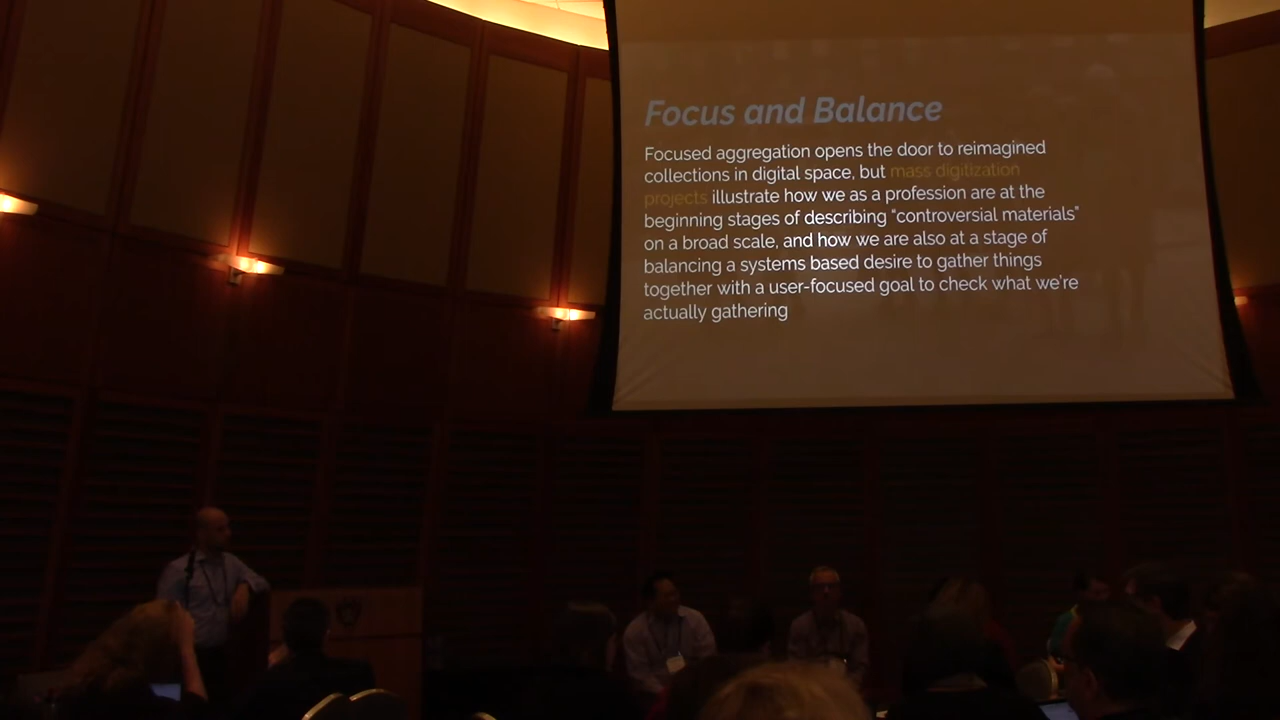 Focus and Balance
Focused aggregation opens the door to reimagined
collections in digital space, but mass digitization
projects illustrate how we as a profession are at the
beginning stages of describing "controversial materials"
on a broad scale, and how we are also at a stage of
balancing a systems based desire to gather things
together with a user-focused goal to check what we're
actually gathering